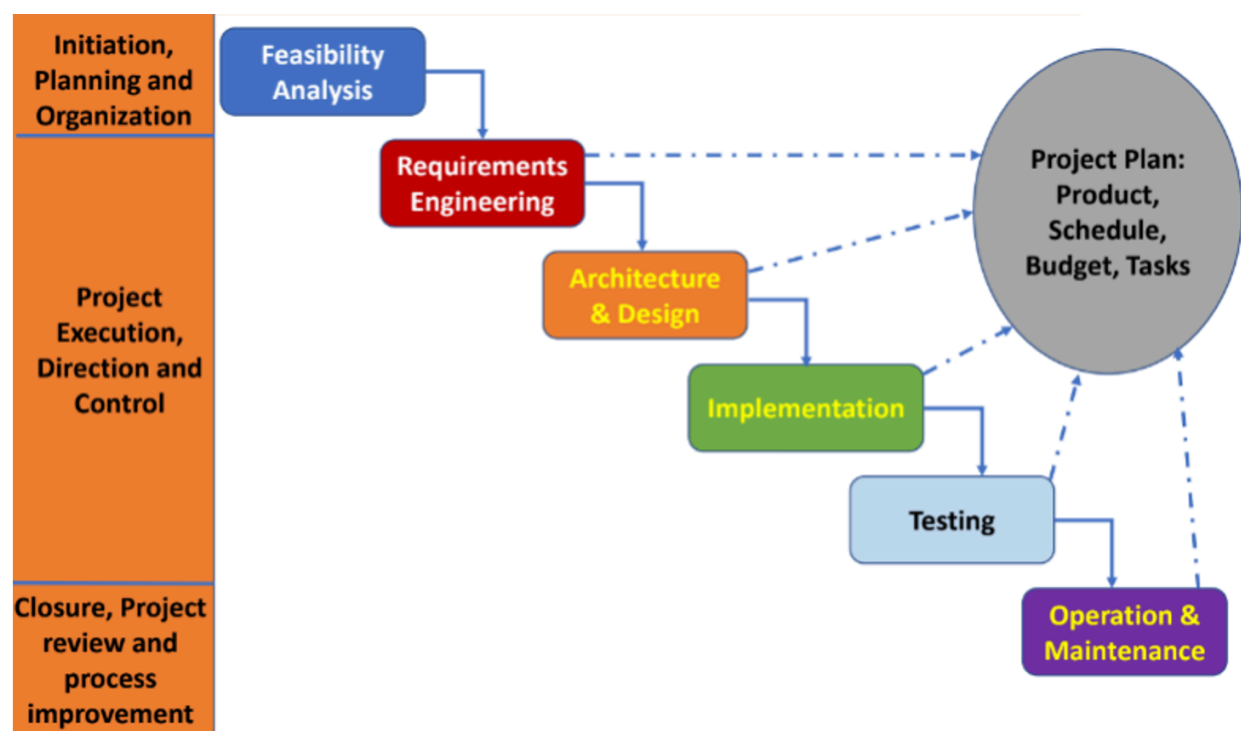 Initiation,
Planning and
Organization
Feasibility
Analysis
Requirements
Engineering
Project Plan:
Product,
Schedule,
Budget, Tasks
Architecture
& Design
Project
Execution,
Direction and
Control
Implementation
Testing
Closure, Project
review and
process
improvement
Operation &
Maintenance